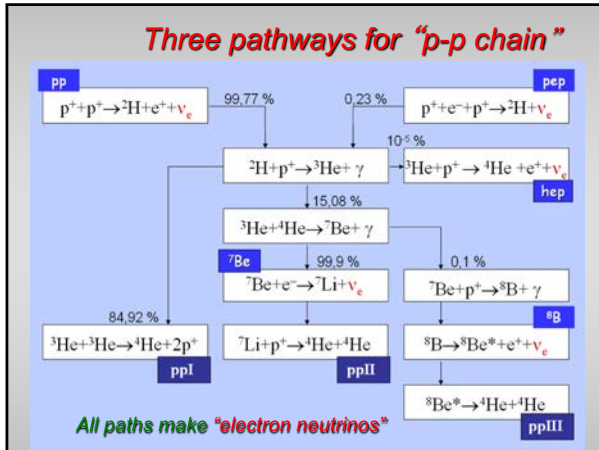 Three pathways for “p-p chain”
pp
pep
p⁺+p⁺→²H+e⁺+νₑ
99,77 %
0,23 %
p⁺+e⁻+p⁺→²H+νₑ
10⁻⁵ %
²H+p⁺→³He+ γ
³He+p⁺→ ⁴He +e⁺+νₑ
hep
15,08 %
³He+⁴He→⁷Be+ γ
⁷Be
99,9 %
0,1 %
⁷Be+e⁻→⁷Li+νₑ
⁷Be+p⁺→⁸B+ γ
⁸B
84,92 %
³He+³He→⁴He+2p⁺
⁷Li+p⁺→⁴He+⁴He
⁸B→⁸Be*+e⁺+νₑ
ppI
ppII
⁸Be*→⁴He+⁴He
ppIII
All paths make “electron neutrinos”